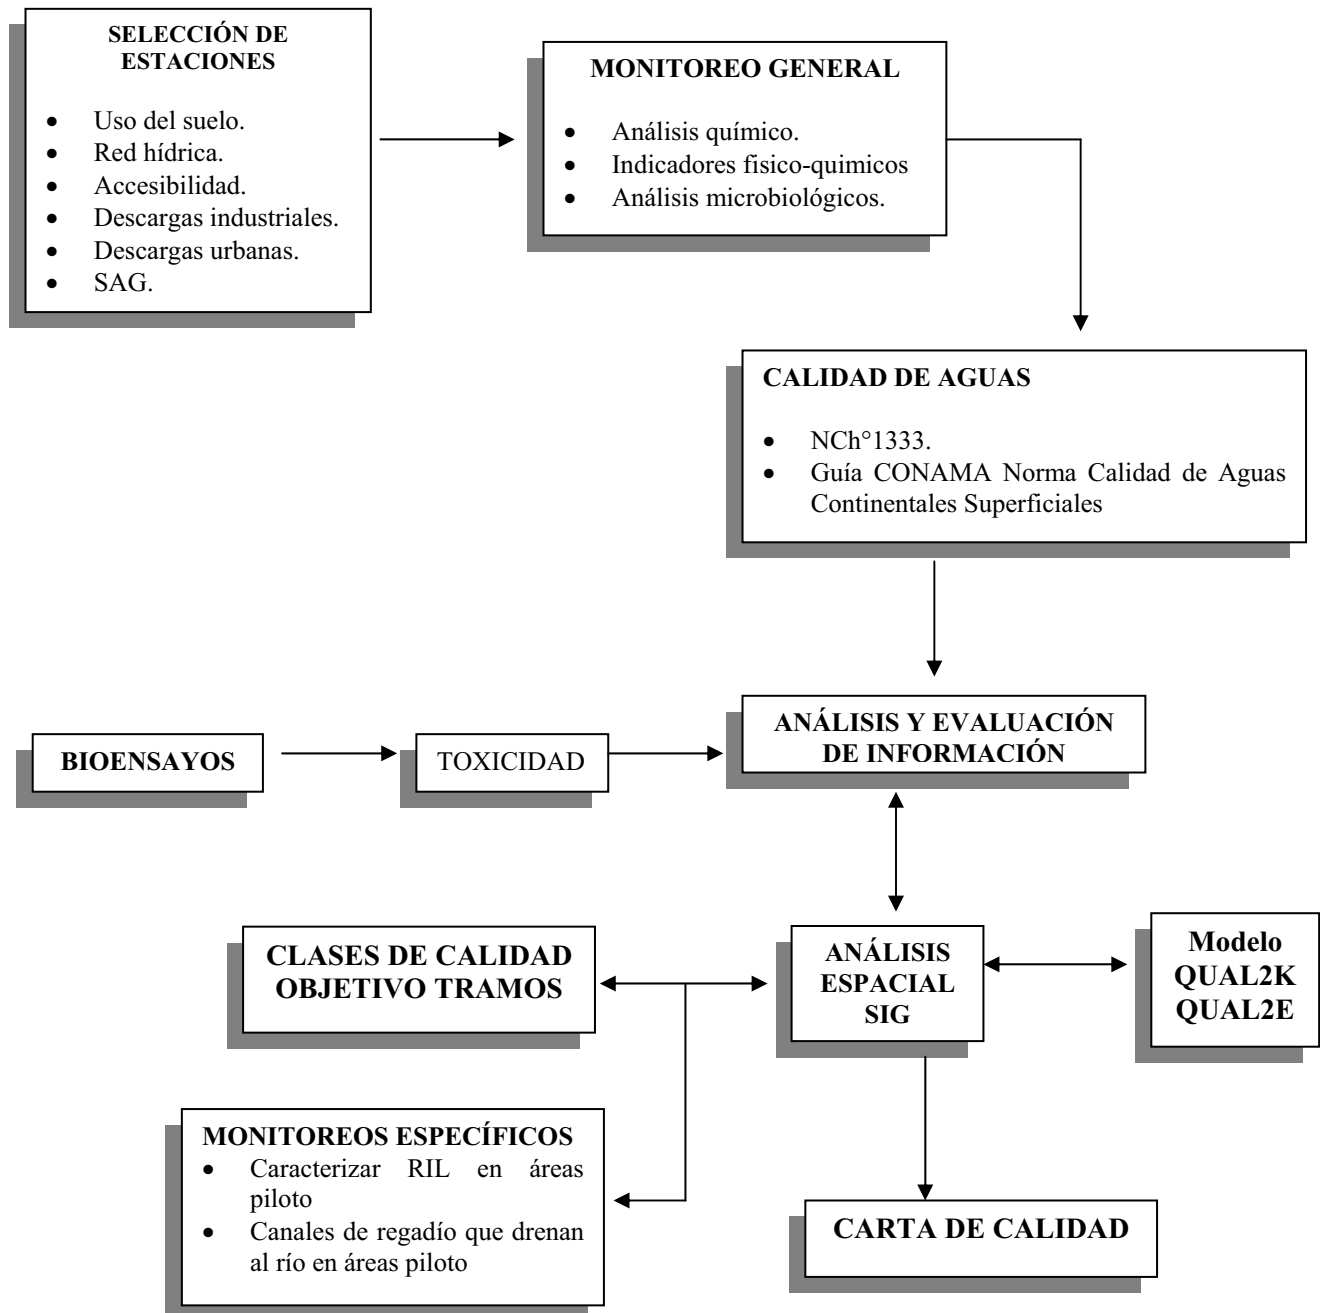 SELECCIÓN DE
ESTACIONES
• Uso del suelo.
• Red hídrica.
• Accesibilidad.
• Descargas industriales.
• Descargas urbanas.
• SAG.
MONITOREO GENERAL
• Análisis químico.
• Indicadores fisico-quimicos
• Análisis microbiológicos.
CALIDAD DE AGUAS
• NCh°1333.
• Guía CONAMA Norma Calidad de Aguas
Continentales Superficiales
BIOENSAYOS
TOXICIDAD
ANÁLISIS Y EVALUACIÓN
DE INFORMACIÓN
CLASES DE CALIDAD
OBJETIVO TRAMOS
ANÁLISIS
ESPACIAL
SIG
Modelo
QUAL2K
QUAL2E
MONITOREOS ESPECÍFICOS
• Caracterizar RIL en áreas
piloto
• Canales de regadío que drenan
al río en áreas piloto
CARTA DE CALIDAD